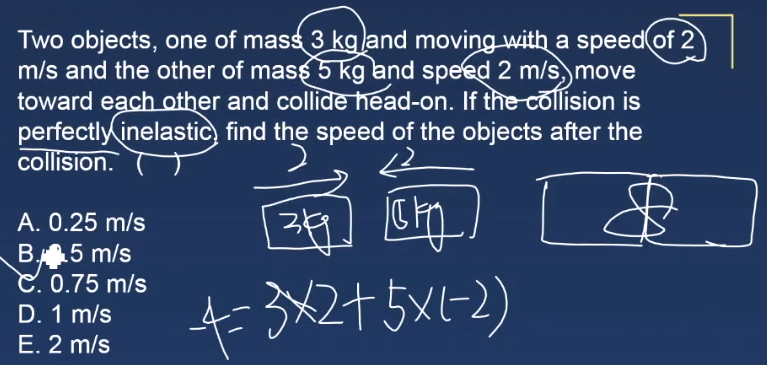 Two objects, one of mass 3 kg and moving with a speed of 2
m/s and the other of mass 5 kg and speed 2 m/s, move
toward each other and collide head-on. If the collision is
perfectly inelastic, find the speed of the objects after the
collision. ( )
2 2
3kg 5kg 8
A. 0.25 m/s
B. 0.5 m/s
C. 0.75 m/s
D. 1 m/s
E. 2 m/s
-4=3×2+5×(-2)